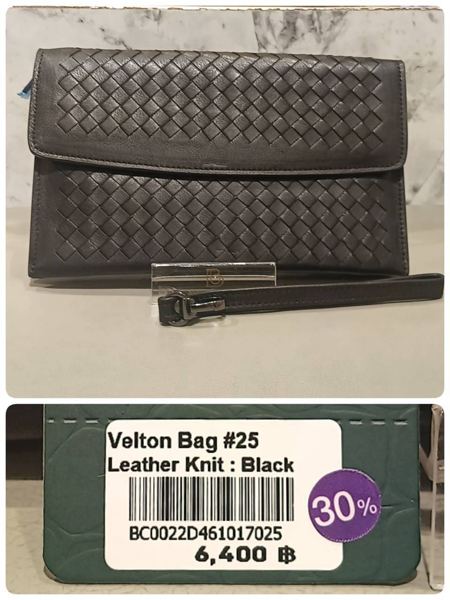 B
Velton Bag #25
Leather Knit : Black
BC0022D461017025
30%
6,400 ฿